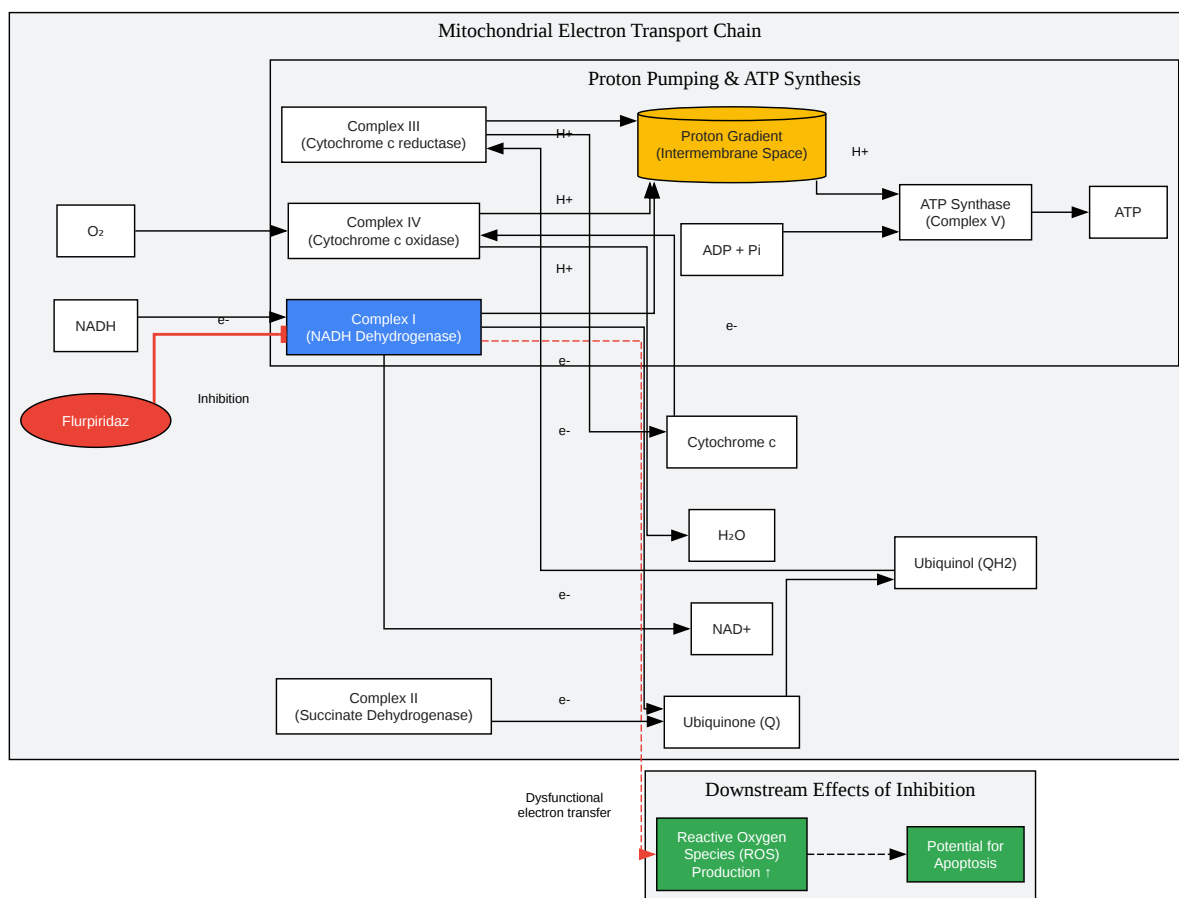 Mitochondrial Electron Transport Chain
Proton Pumping & ATP Synthesis
Complex III
(Cytochrome c reductase)
H+
Proton Gradient
(Intermembrane Space)
H+
O₂
Complex IV
(Cytochrome c oxidase)
H+
ADP + Pi
ATP Synthase
(Complex V)
ATP
H+
NADH
e-
Complex I
(NADH Dehydrogenase)
e-
e-
Flurpiridaz
Inhibition
e-
Cytochrome c
H₂O
Ubiquinol (QH2)
e-
NAD+
Complex II
(Succinate Dehydrogenase)
e-
Ubiquinone (Q)
Dysfunctional
electron transfer
Downstream Effects of Inhibition
Reactive Oxygen
Species (ROS)
Production ↑
Potential for
Apoptosis